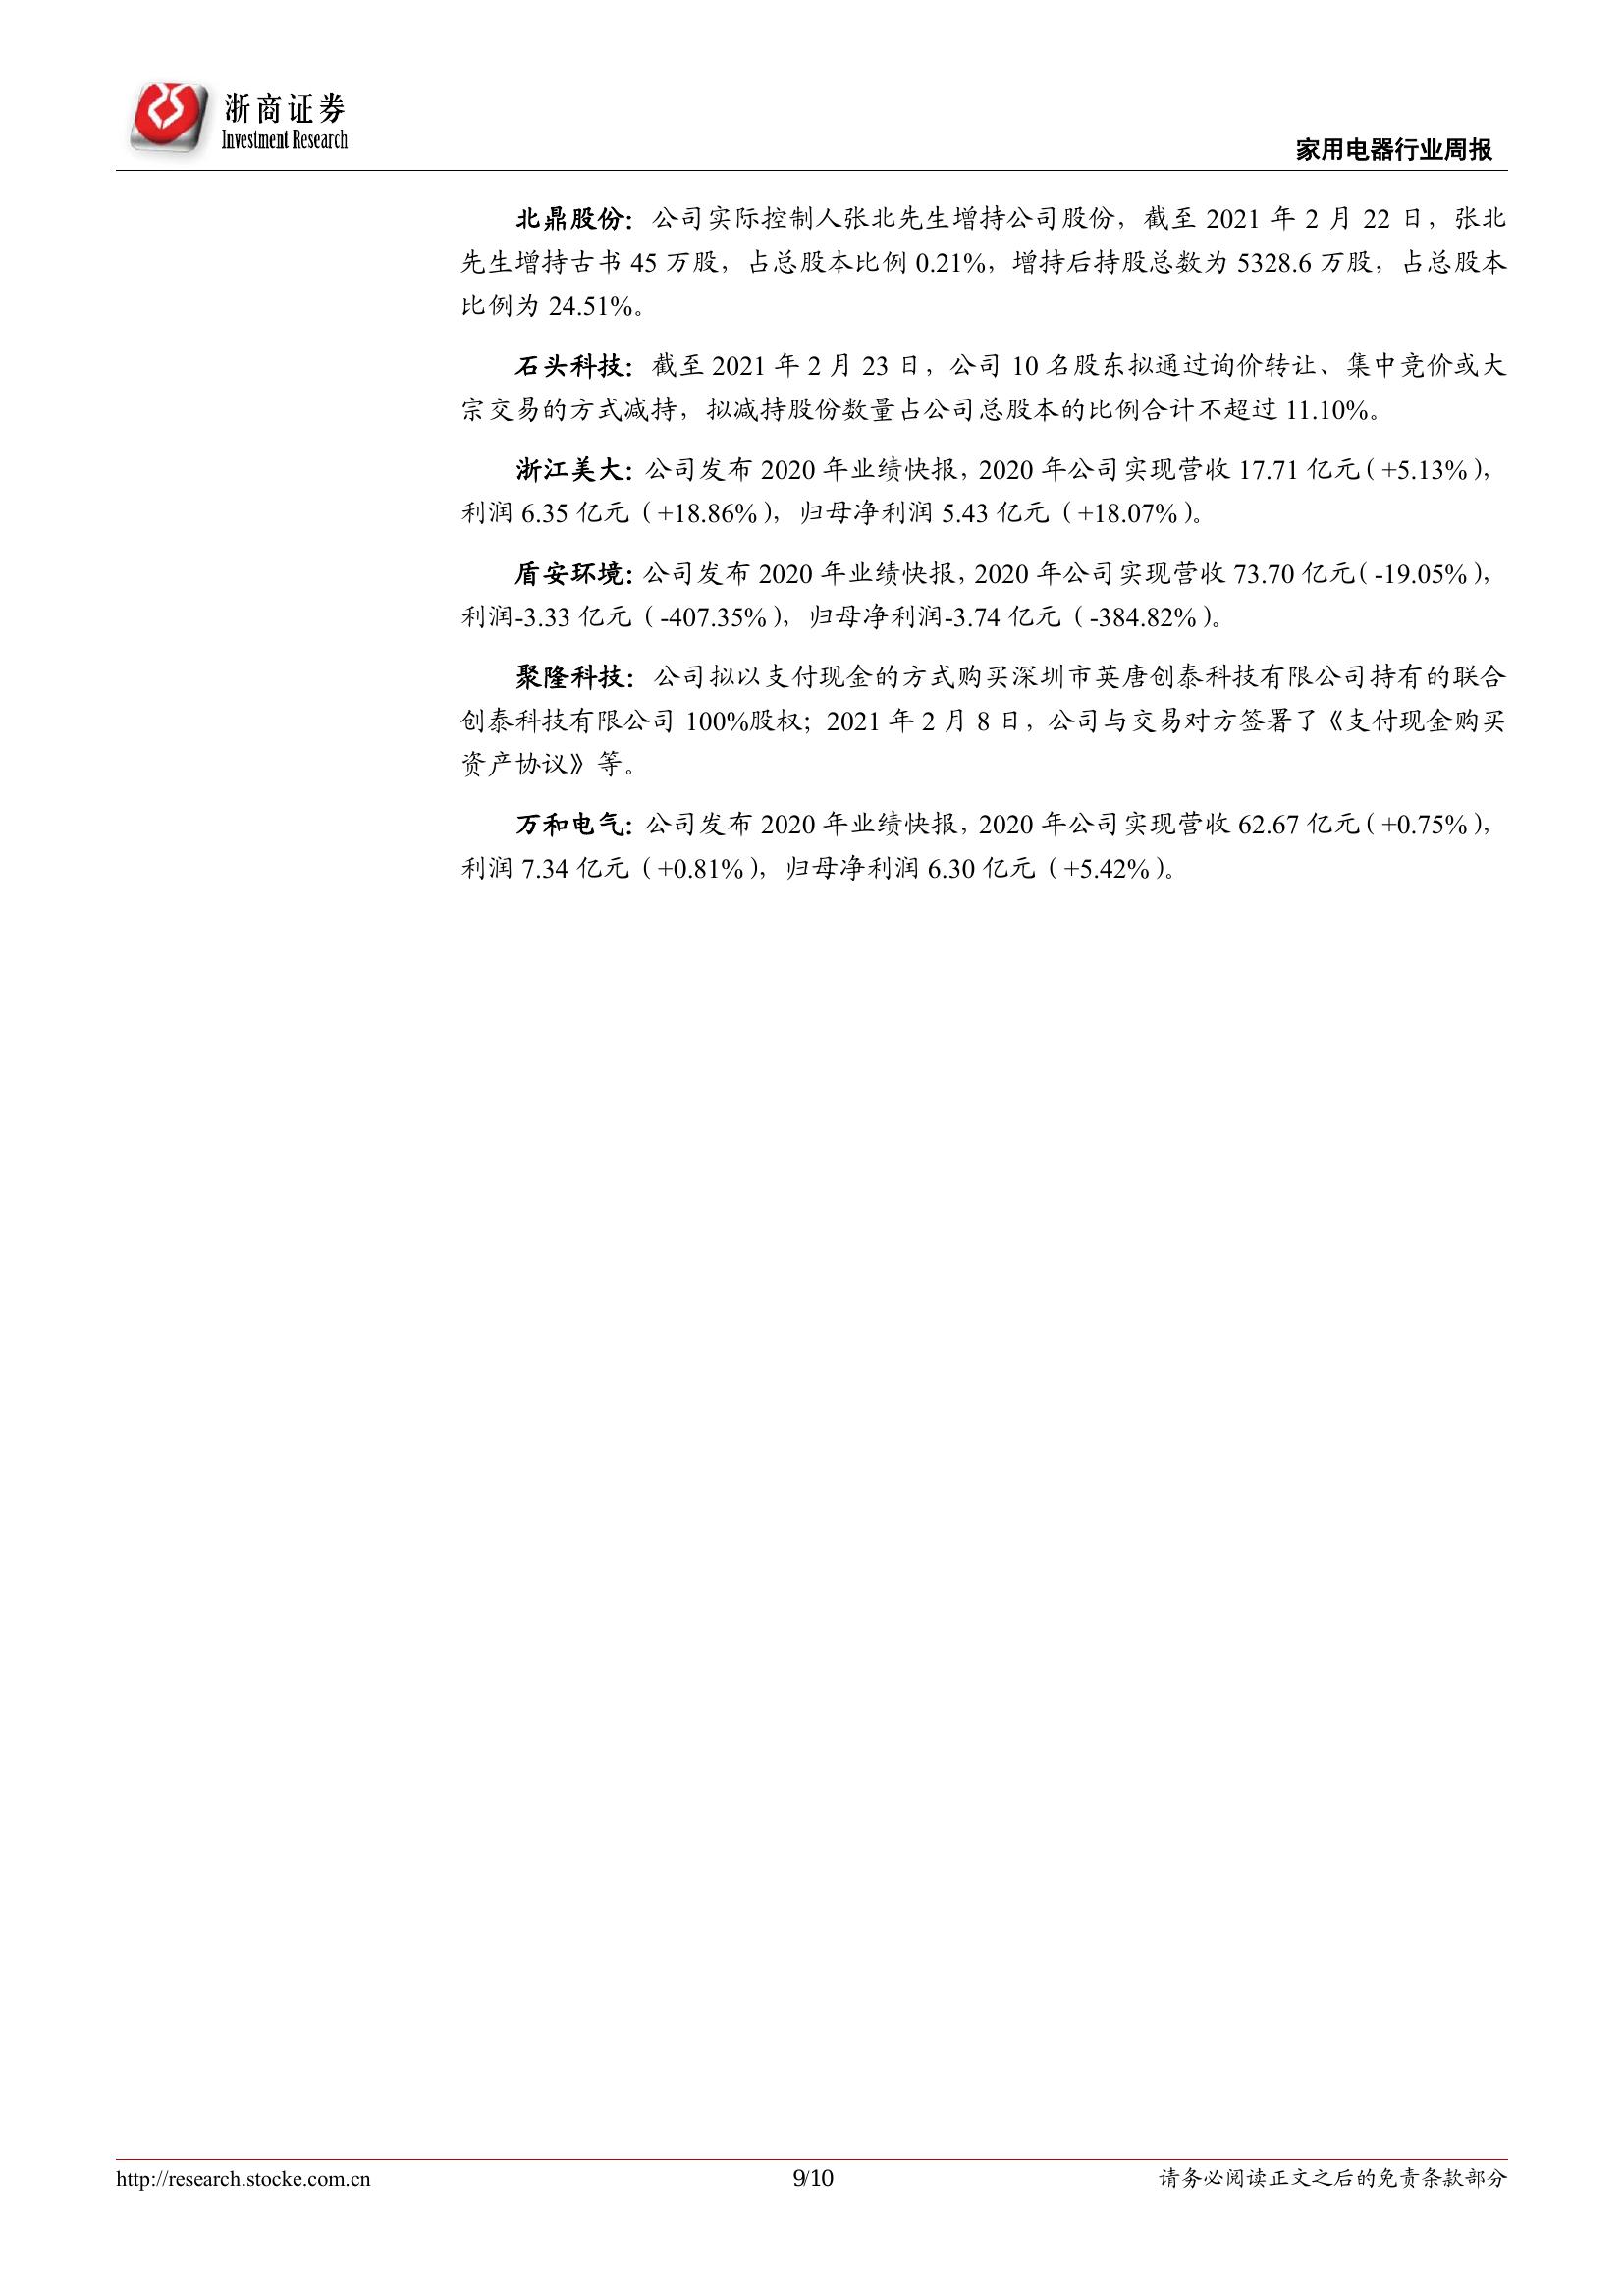 浙商证券
Investment Research
家用电器行业周报
北鼎股份：公司实际控制人张北先生增持公司股份，截至 2021 年 2 月 22 日，张北
先生增持古书 45 万股，占总股本比例 0.21%，增持后持股总数为 5328.6 万股，占总股本
比例为 24.51%。
石头科技：截至 2021 年 2 月 23 日，公司 10 名股东拟通过询价转让、集中竞价或大
宗交易的方式减持，拟减持股份数量占公司总股本的比例合计不超过 11.10%。
浙江美大：公司发布 2020 年业绩快报，2020 年公司实现营收 17.71 亿元（+5.13%），
利润 6.35 亿元（+18.86%），归母净利润 5.43 亿元（+18.07%）。
盾安环境：公司发布 2020 年业绩快报，2020 年公司实现营收 73.70 亿元（-19.05%），
利润-3.33 亿元（-407.35%），归母净利润-3.74 亿元（-384.82%）。
聚隆科技：公司拟以支付现金的方式购买深圳市英唐创泰科技有限公司持有的联合
创泰科技有限公司 100%股权；2021 年 2 月 8 日，公司与交易对方签署了《支付现金购买
资产协议》等。
万和电气：公司发布 2020 年业绩快报，2020 年公司实现营收 62.67 亿元（+0.75%），
利润 7.34 亿元（+0.81%），归母净利润 6.30 亿元（+5.42%）。
http://research.stocke.com.cn
9/10
请务必阅读正文之后的免责条款部分